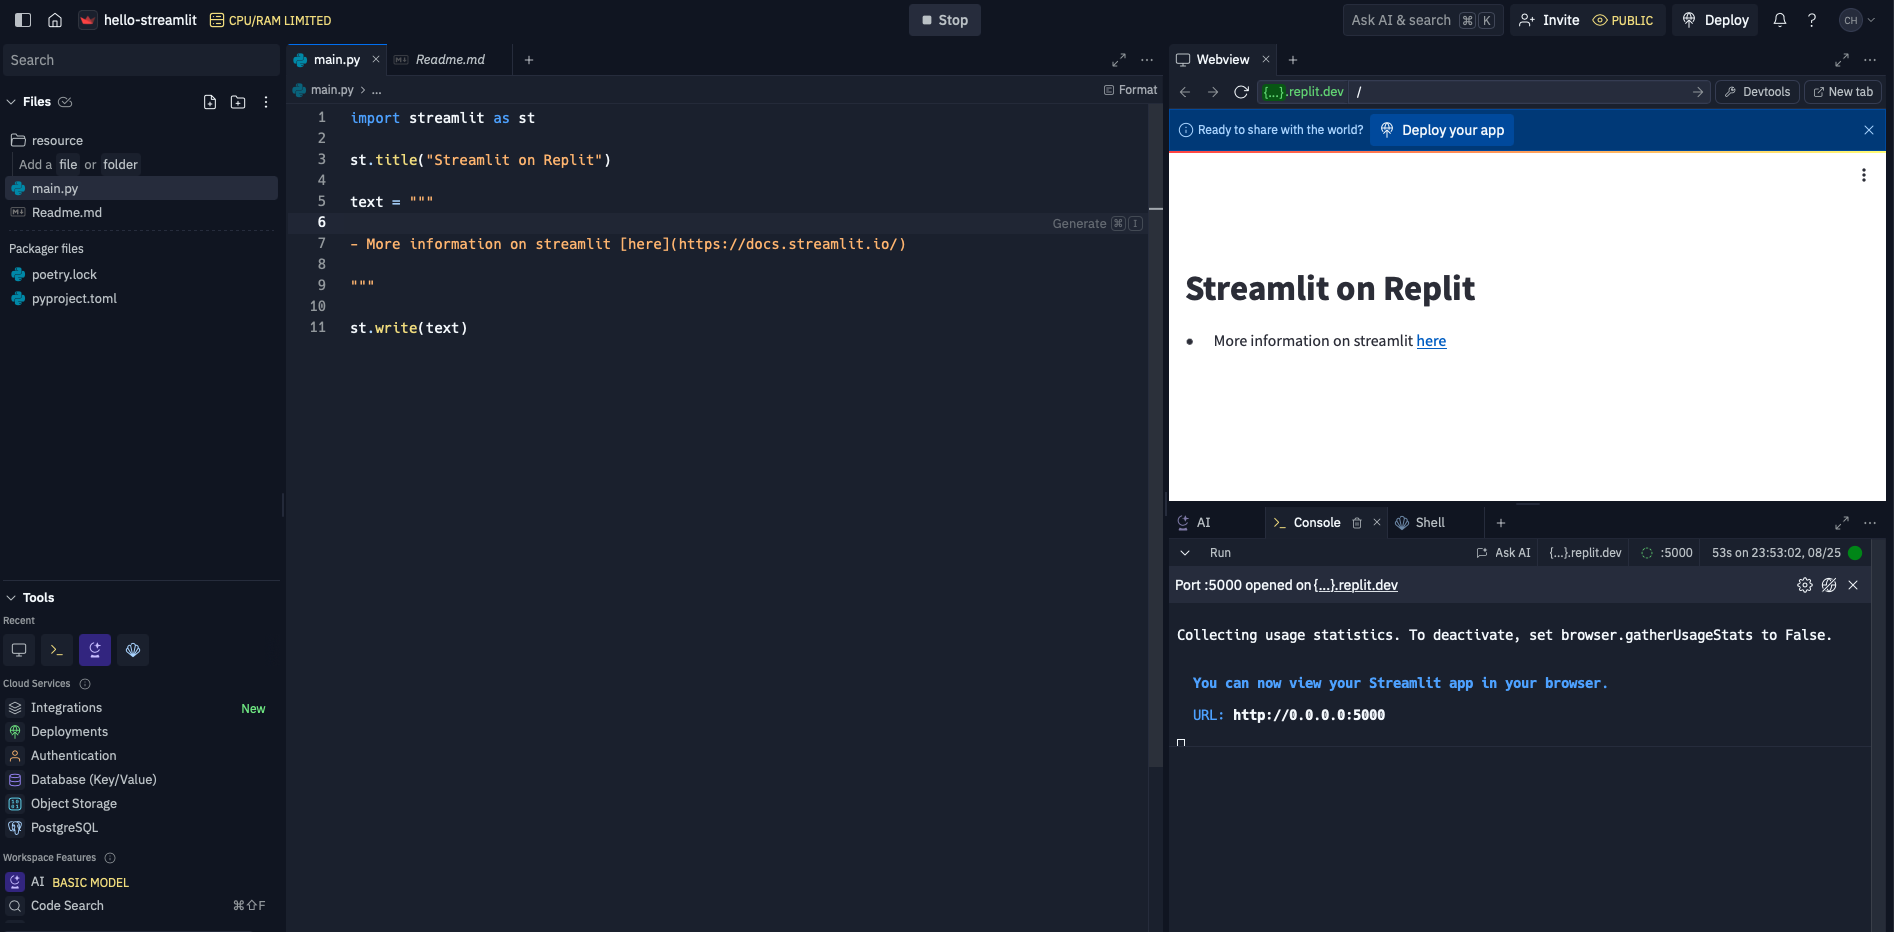 hello-streamlit
CPU/RAM LIMITED
Stop
Ask AI & search ⌘ K
Invite
PUBLIC
Deploy
?
CH
Search
Files
resource
Add a file or folder
main.py
Readme.md
Packager files
poetry.lock
pyproject.toml
Tools
Recent
Cloud Services
Integrations New
Deployments
Authentication
Database (Key/Value)
Object Storage
PostgreSQL
Workspace Features
AI BASIC MODEL
Code Search ⌘⇧F
main.py × Readme.md +
main.py > ...
Format
1 import streamlit as st
2
3 st.title("Streamlit on Replit")
4
5 text = """
6 Generate ⌘ I
7 - More information on streamlit [here](https://docs.streamlit.io/)
8
9 """
10
11 st.write(text)
Webview × +
{...}.replit.dev /
Devtools
New tab
Ready to share with the world?
Deploy your app
Streamlit on Replit
• More information on streamlit here
AI
Console
Shell
+
Run
Ask AI
{...}.replit.dev
:5000
53s on 23:53:02, 08/25
Port :5000 opened on {...}.replit.dev
Collecting usage statistics. To deactivate, set browser.gatherUsageStats to False.
You can now view your Streamlit app in your browser.
URL: http://0.0.0.0:5000